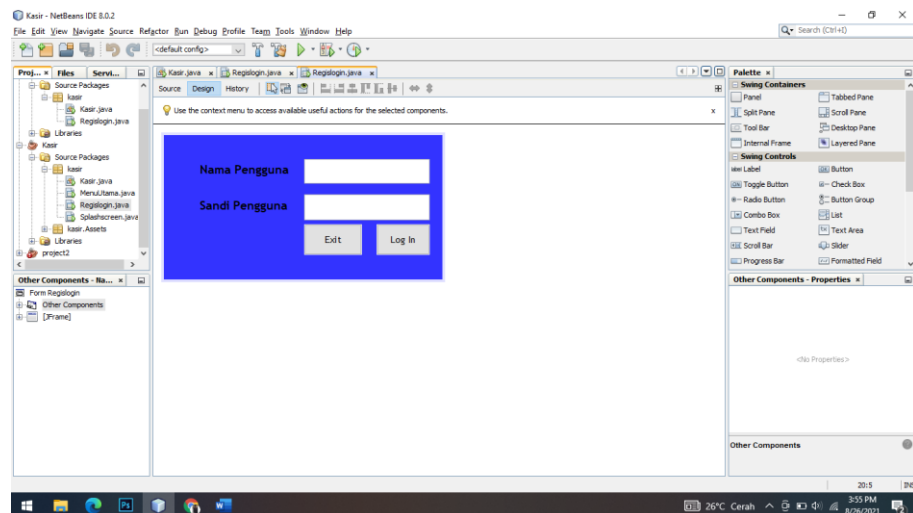 Kasir - NetBeans IDE 8.0.2
File Edit View Navigate Source Refactor Run Debug Profile Team Tools Window Help
Search (Ctrl+I)
<default config>
Proj... x Files Servi...
Kasir.java x Regislogin.java x Regislogin.java x
Palette x
Source Packages
kasir
Kasir.java
Regislogin.java
Libraries
Kasir
Source Packages
kasir
Kasir.java
MenuUtama.java
Regislogin.java
Splashscreen.java
kasir.Assets
Libraries
project2
Other Components - Na... x
Form Regislogin
Other Components
[JFrame]
Source Design History
Use the context menu to access available useful actions for the selected components. x
Nama Pengguna
Sandi Pengguna
Exit Log In
Swing Containers
Panel Tabbed Pane
Split Pane Scroll Pane
Tool Bar Desktop Pane
Internal Frame Layered Pane
Swing Controls
label Label OK Button
ON Toggle Button Check Box
Radio Button Button Group
Combo Box List
Text Field Text Area
Scroll Bar Slider
Progress Bar Formatted Field
Other Components - Properties x
<No Properties>
Other Components
20:5 INS
26°C Cerah
3:55 PM
8/26/2021